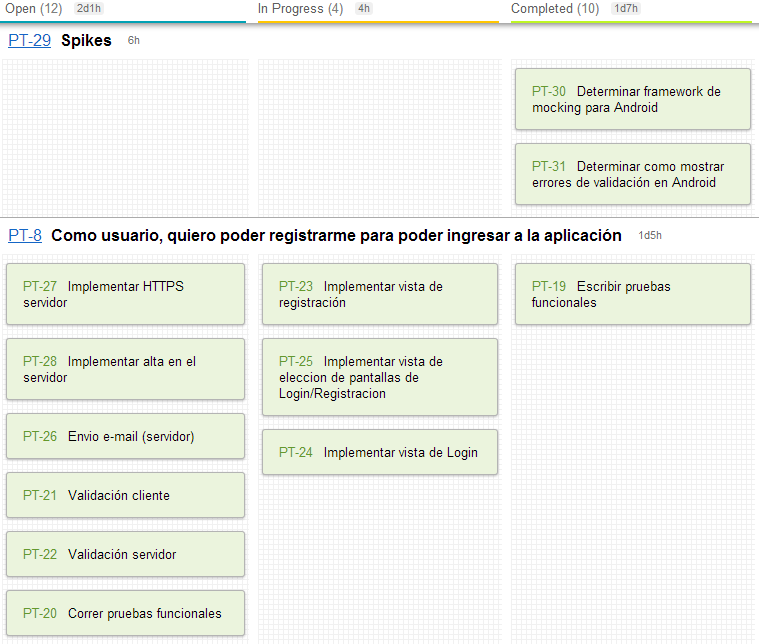 Open (12) 2d1h
In Progress (4) 4h
Completed (10) 1d7h
PT-29 Spikes 6h
PT-30 Determinar framework de
mocking para Android
PT-31 Determinar como mostrar
errores de validación en Android
PT-8 Como usuario, quiero poder registrarme para poder ingresar a la aplicación 1d5h
PT-27 Implementar HTTPS
servidor
PT-28 Implementar alta en el
servidor
PT-26 Envio e-mail (servidor)
PT-21 Validación cliente
PT-22 Validación servidor
PT-20 Correr pruebas funcionales
PT-23 Implementar vista de
registración
PT-25 Implementar vista de
eleccion de pantallas de
Login/Registracion
PT-24 Implementar vista de Login
PT-19 Escribir pruebas
funcionales